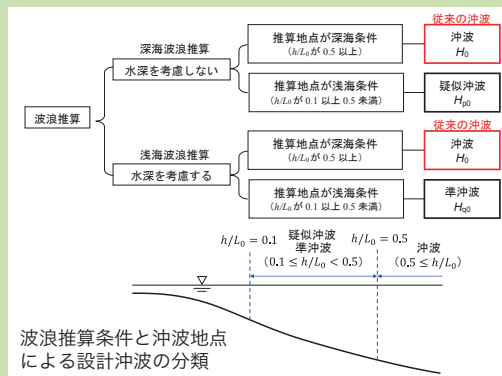 従来の沖波
深海波浪推算
水深を考慮しない
推算地点が深海条件
(h/L₀が 0.5 以上)
沖波
H₀
推算地点が浅海条件
(h/L₀ が 0.1 以上 0.5 未満)
疑似沖波
Hp0
波浪推算
従来の沖波
浅海波浪推算
水深を考慮する
推算地点が深海条件
(h/L₀が 0.5 以上)
沖波
H₀
推算地点が浅海条件
(h/L₀ が 0.1 以上 0.5 未満)
準沖波
Hq0
h/L₀ = 0.1
疑似沖波
準沖波
(0.1 ≤ h/L₀ < 0.5)
h/L₀ = 0.5
沖波
(0.5 ≤ h/L₀)
波浪推算条件と沖波地点
による設計沖波の分類